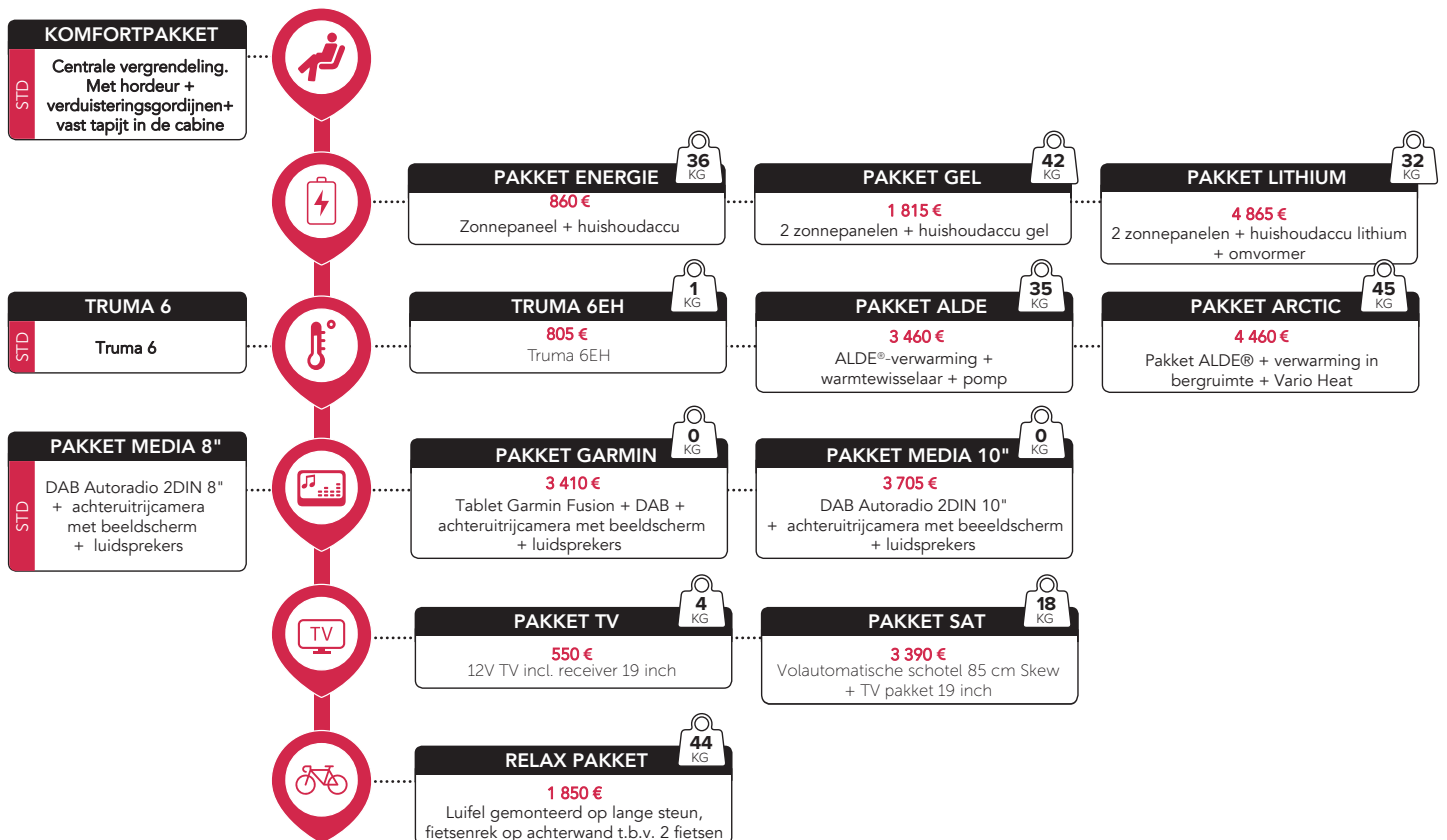 KOMFORTPAKKET
STD
Centrale vergrendeling.
Met hordeur +
verduisteringsgordijnen+
vast tapijt in de cabine
PAKKET ENERGIE
36
KG
860 €
Zonnepaneel + huishoudaccu
PAKKET GEL
42
KG
1 815 €
2 zonnepanelen + huishoudaccu gel
PAKKET LITHIUM
32
KG
4 865 €
2 zonnepanelen + huishoudaccu lithium
+ omvormer
TRUMA 6
STD
Truma 6
TRUMA 6EH
1
KG
805 €
Truma 6EH
PAKKET ALDE
35
KG
3 460 €
ALDE®-verwarming +
warmtewisselaar + pomp
PAKKET ARCTIC
45
KG
4 460 €
Pakket ALDE® + verwarming in
bergruimte + Vario Heat
PAKKET MEDIA 8"
STD
DAB Autoradio 2DIN 8"
+ achteruitrijcamera
met beeldscherm
+ luidsprekers
PAKKET GARMIN
0
KG
3 410 €
Tablet Garmin Fusion + DAB +
achteruitrijcamera met beeldscherm
+ luidsprekers
PAKKET MEDIA 10"
0
KG
3 705 €
DAB Autoradio 2DIN 10"
+ achteruitrijcamera met beeeldscherm
+ luidsprekers
TV
PAKKET TV
4
KG
550 €
12V TV incl. receiver 19 inch
PAKKET SAT
18
KG
3 390 €
Volautomatische schotel 85 cm Skew
+ TV pakket 19 inch
RELAX PAKKET
44
KG
1 850 €
Luifel gemonteerd op lange steun,
fietsenrek op achterwand t.b.v. 2 fietsen